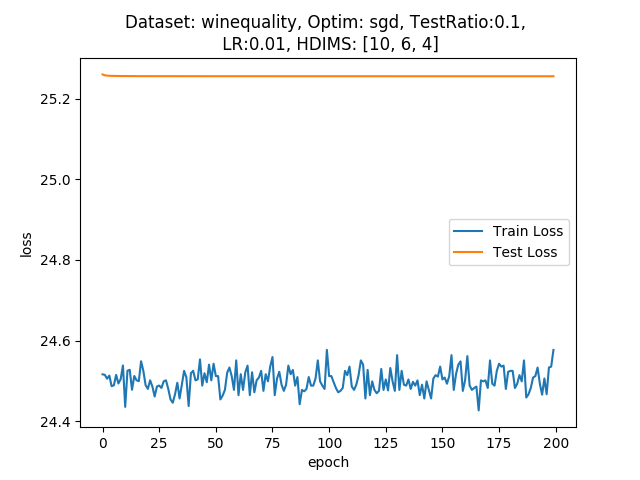 Dataset: winequality, Optim: sgd, TestRatio:0.1,
LR:0.01, HDIMS: [10, 6, 4]
25.2
25.0
24.8
24.6
24.4
loss
Train Loss
Test Loss
0 25 50 75 100 125 150 175 200
epoch